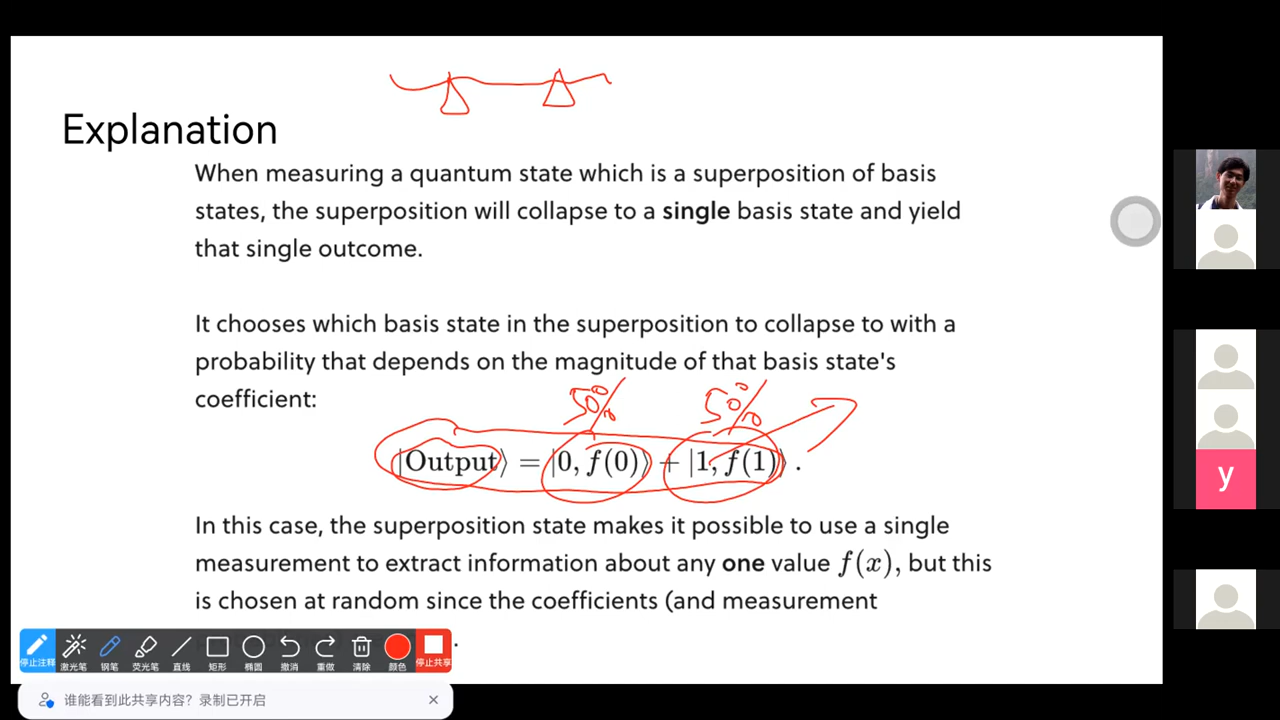 Explanation
When measuring a quantum state which is a superposition of basis
states, the superposition will collapse to a single basis state and yield
that single outcome.
It chooses which basis state in the superposition to collapse to with a
probability that depends on the magnitude of that basis state's
coefficient:
50% 50%
|Output⟩ = |0, f(0)⟩ + |1, f(1)⟩ .
In this case, the superposition state makes it possible to use a single
measurement to extract information about any one value f(x), but this
is chosen at random since the coefficients (and measurement
y
停止注释 激光笔 钢笔 荧光笔 直线 矩形 椭圆 撤消 重做 清除 颜色 停止共享
谁能看到此共享内容? 录制已开启